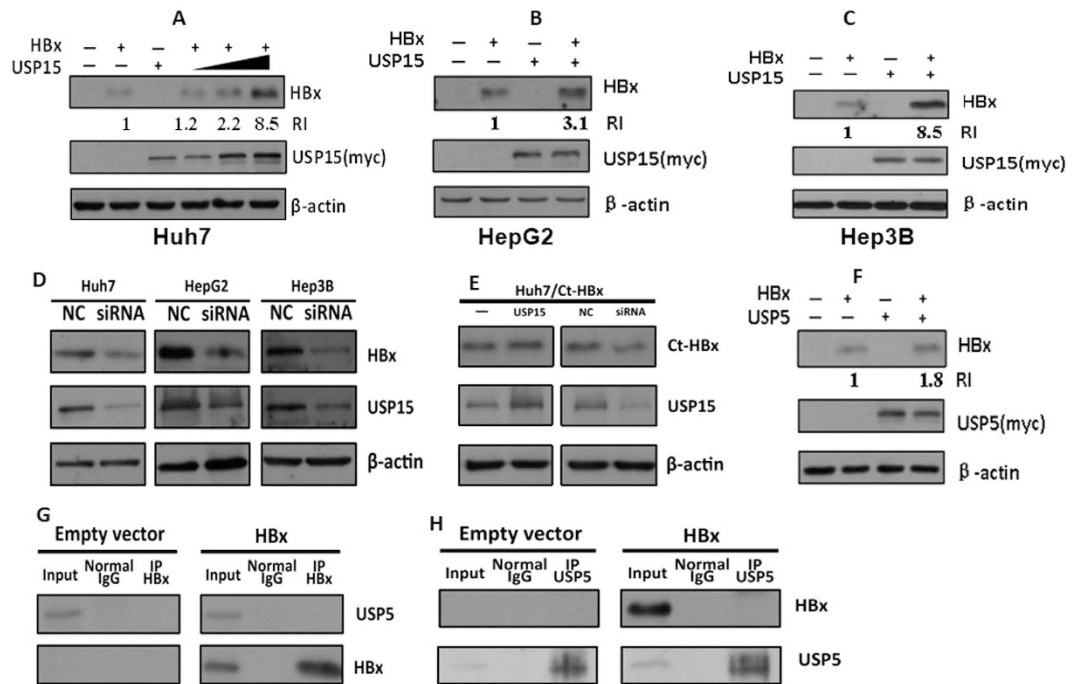 A
HBx – + – + + +
USP15 – – +
HBx
1 1.2 2.2 8.5 RI
USP15(myc)
β-actin
Huh7
B
HBx – + – +
USP15 – – + +
HBx
1 3.1 RI
USP15(myc)
β -actin
HepG2
C
HBx – + – +
USP15 – – + +
HBx
1 8.5 RI
USP15(myc)
β -actin
Hep3B
D
Huh7 HepG2 Hep3B
NC siRNA NC siRNA NC siRNA
HBx
USP15
β-actin
E
Huh7/Ct-HBx
– USP15 NC siRNA
Ct-HBx
USP15
β-actin
F
HBx – + – +
USP5 – – + +
HBx
1 1.8 RI
USP5(myc)
β -actin
G
Empty vector HBx
Input Normal IgG IP HBx Input Normal IgG IP HBx
USP5
HBx
H
Empty vector HBx
Input Normal IgG IP USP5 Input Normal IgG IP USP5
HBx
USP5